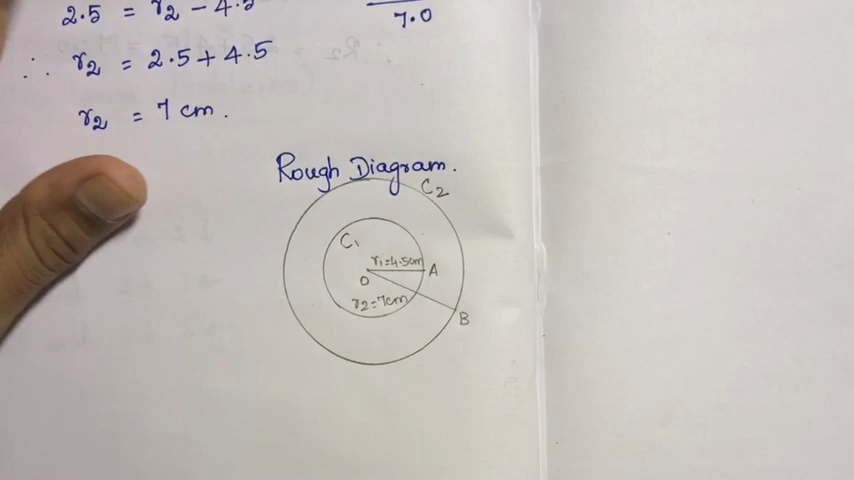 2.5 = r2 - 4.5
7.0
∴ r2 = 2.5 + 4.5
r2 = 7 cm.
Rough Diagram.
C2
C1
r1=4.5cm
A
O
r2=7cm
B